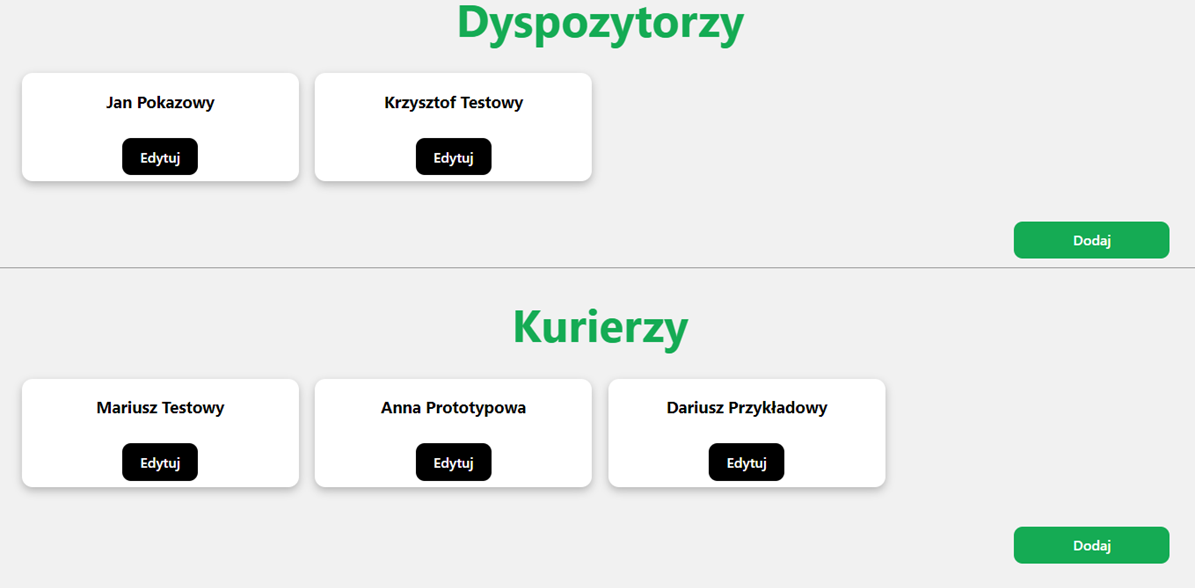 Dyspozytorzy
Jan Pokazowy
Krzysztof Testowy
Edytuj
Edytuj
Dodaj
Kurierzy
Mariusz Testowy
Anna Prototypowa
Dariusz Przykładowy
Edytuj
Edytuj
Edytuj
Dodaj